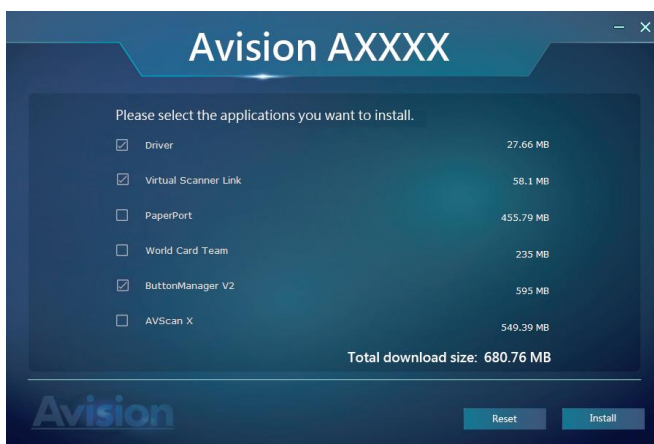 Avision AXXXX
Please select the applications you want to install.
Driver 27.66 MB
Virtual Scanner Link 58.1 MB
PaperPort 455.79 MB
World Card Team 235 MB
ButtonManager V2 595 MB
AVScan X 549.39 MB
Total download size: 680.76 MB
Avision
Reset Install